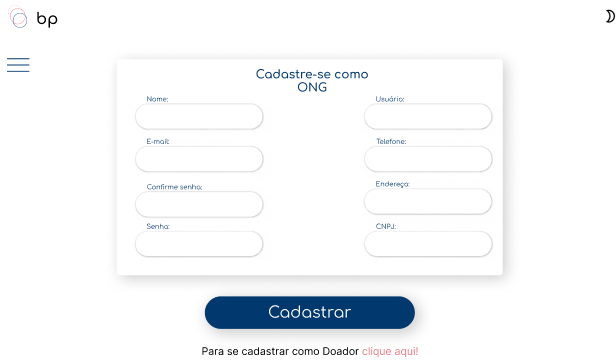 bp
Cadastre-se como
ONG
Nome:
Usuário:
E-mail:
Telefone:
Confirme senha:
Endereço:
Senha:
CNPJ:
Cadastrar
Para se cadastrar como Doador clique aqui!